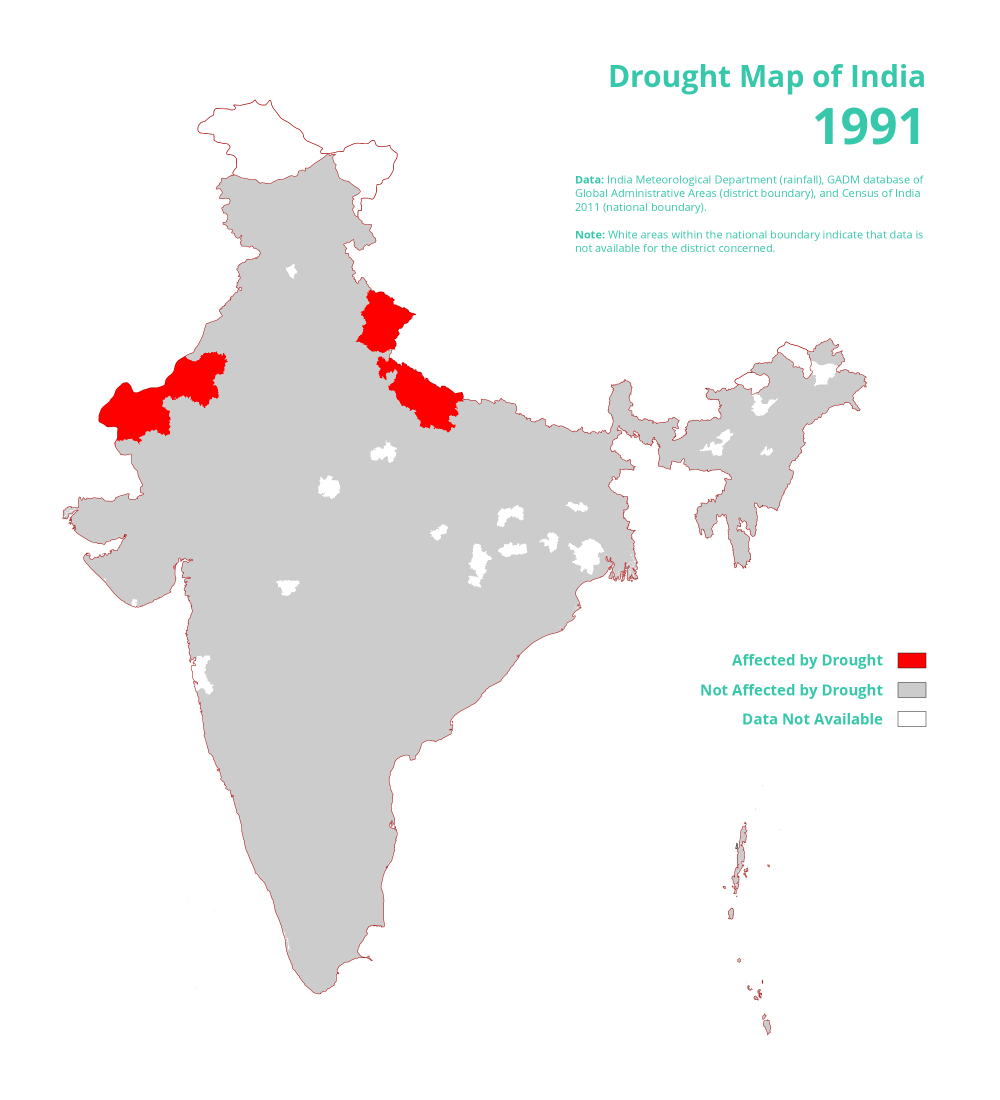 Drought Map of India
1991
Data: India Meteorological Department (rainfall), GADM database of
Global Administrative Areas (district boundary), and Census of India
2011 (national boundary).
Note: White areas within the national boundary indicate that data is
not available for the district concerned.
Affected by Drought
Not Affected by Drought
Data Not Available